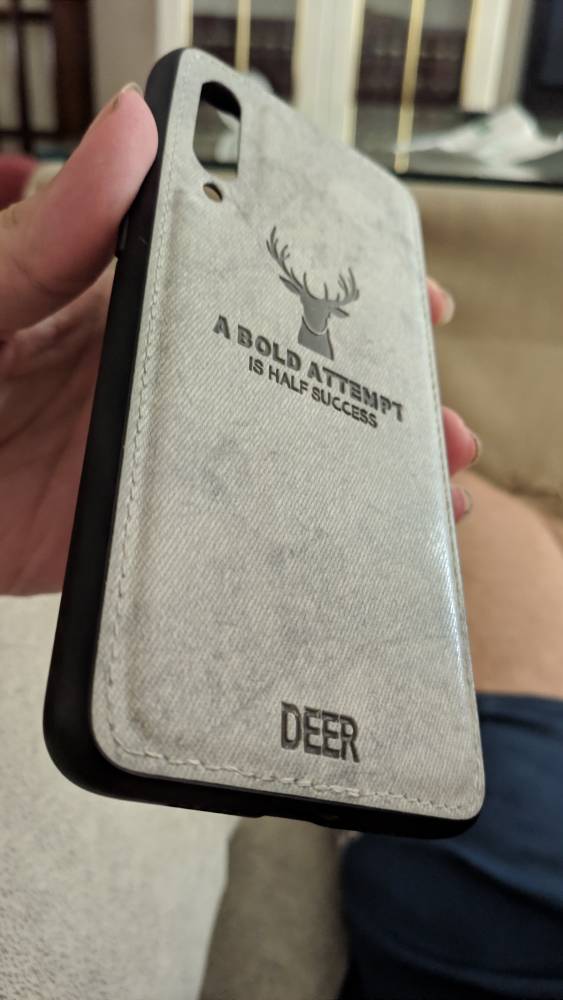 A BOLD ATTEMPT
IS HALF SUCCESS
DEER